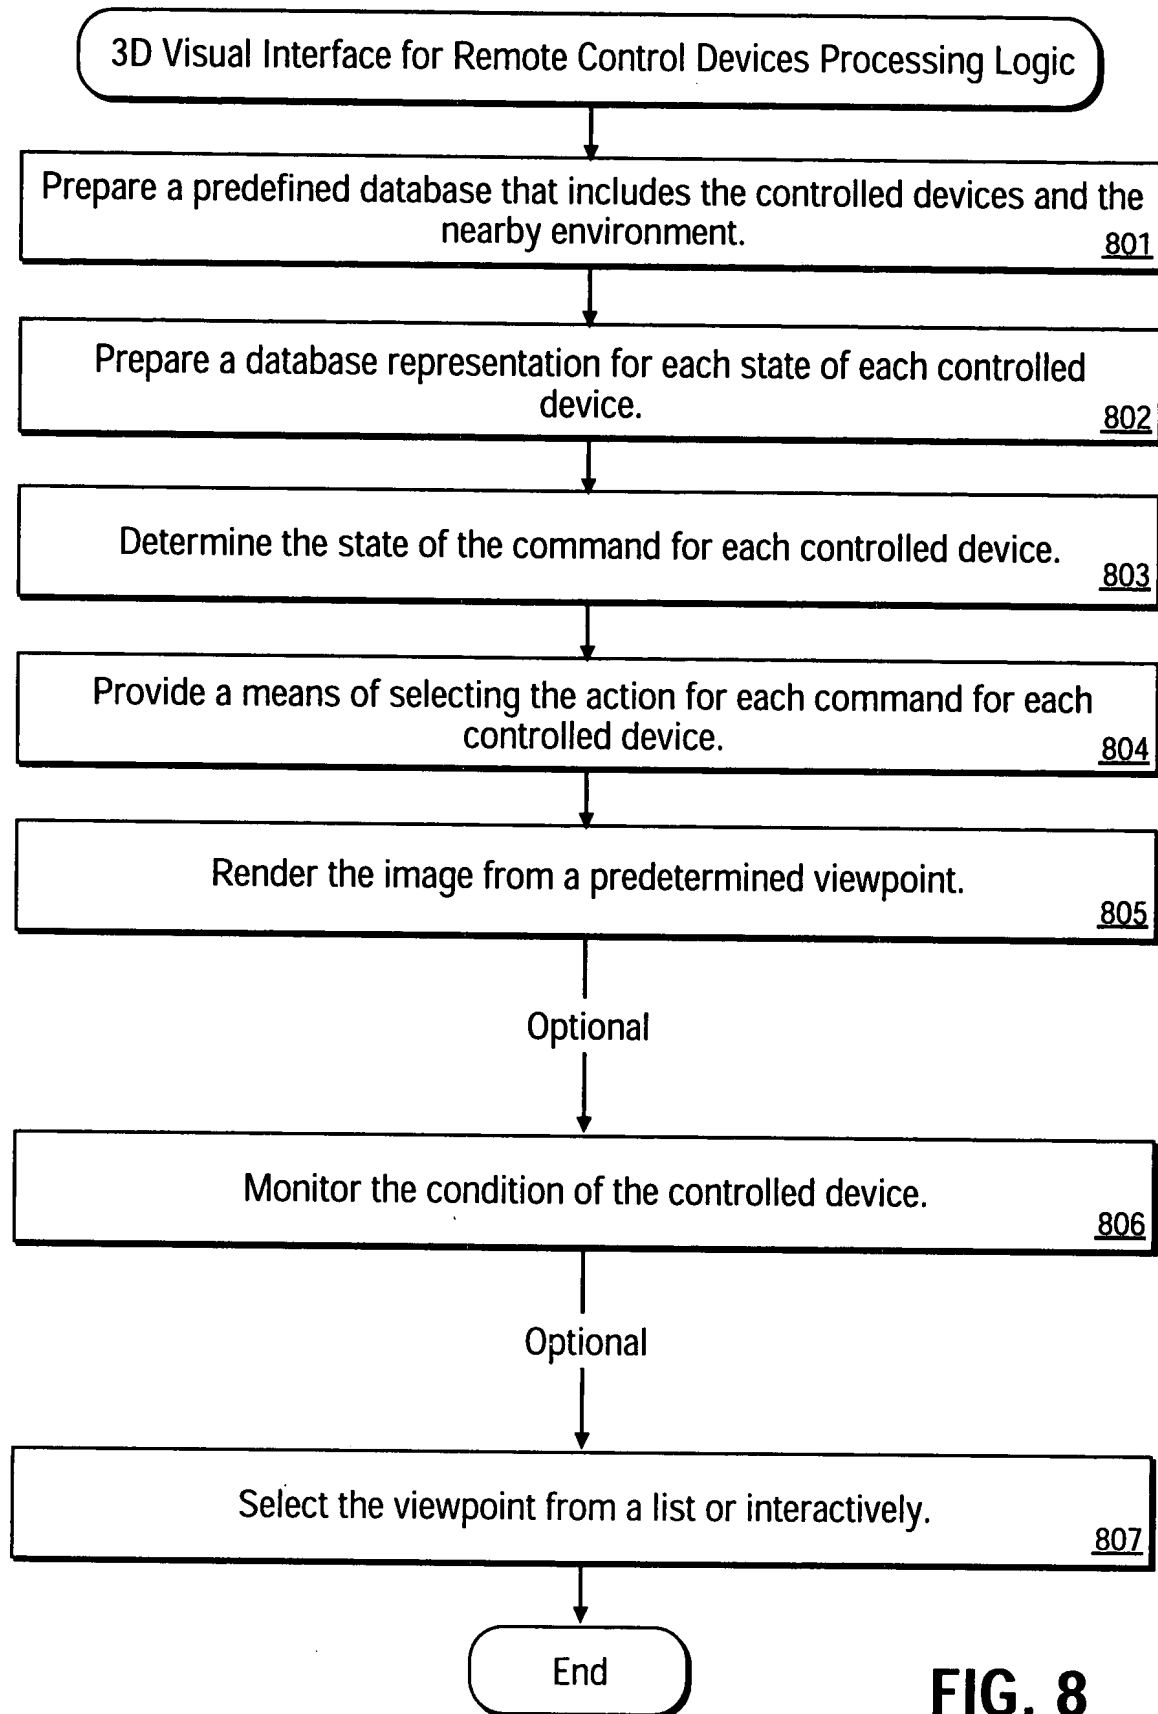 3D Visual Interface for Remote Control Devices Processing Logic
Prepare a predefined database that includes the controlled devices and the
nearby environment.
801
Prepare a database representation for each state of each controlled
device.
802
Determine the state of the command for each controlled device.
803
Provide a means of selecting the action for each command for each
controlled device.
804
Render the image from a predetermined viewpoint.
805
Optional
Monitor the condition of the controlled device.
806
Optional
Select the viewpoint from a list or interactively.
807
End
FIG. 8